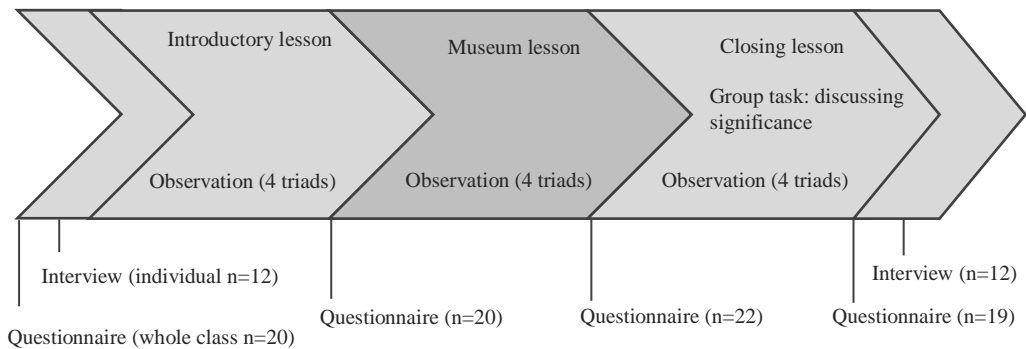 Introductory lesson
Museum lesson
Closing lesson
Group task: discussing
significance
Observation (4 triads)
Observation (4 triads)
Observation (4 triads)
Interview (individual n=12)
Interview (n=12)
Questionnaire (whole class n=20)
Questionnaire (n=20)
Questionnaire (n=22)
Questionnaire (n=19)